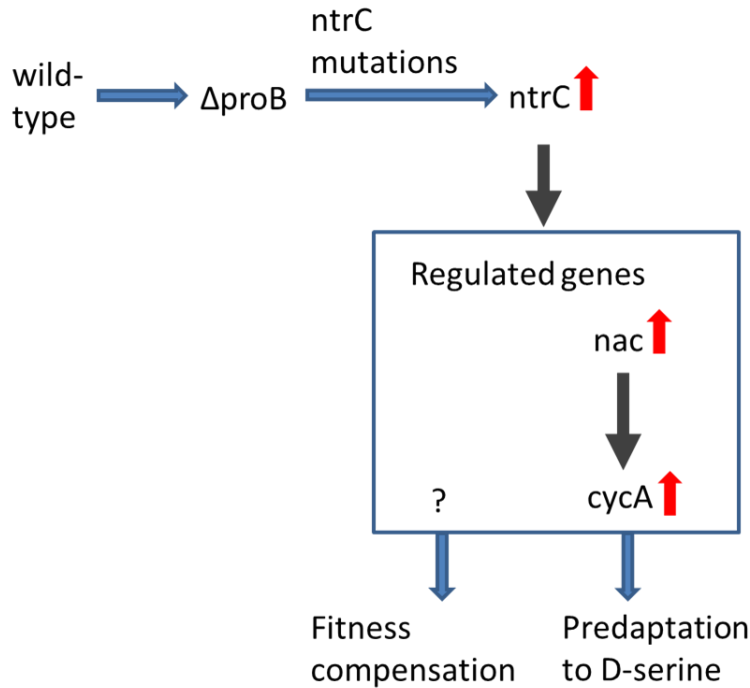 ntrC
mutations
wild-
type
ΔproB
ntrC
Regulated genes
nac
?
cycA
Fitness
compensation
Predaptation
to D-serine